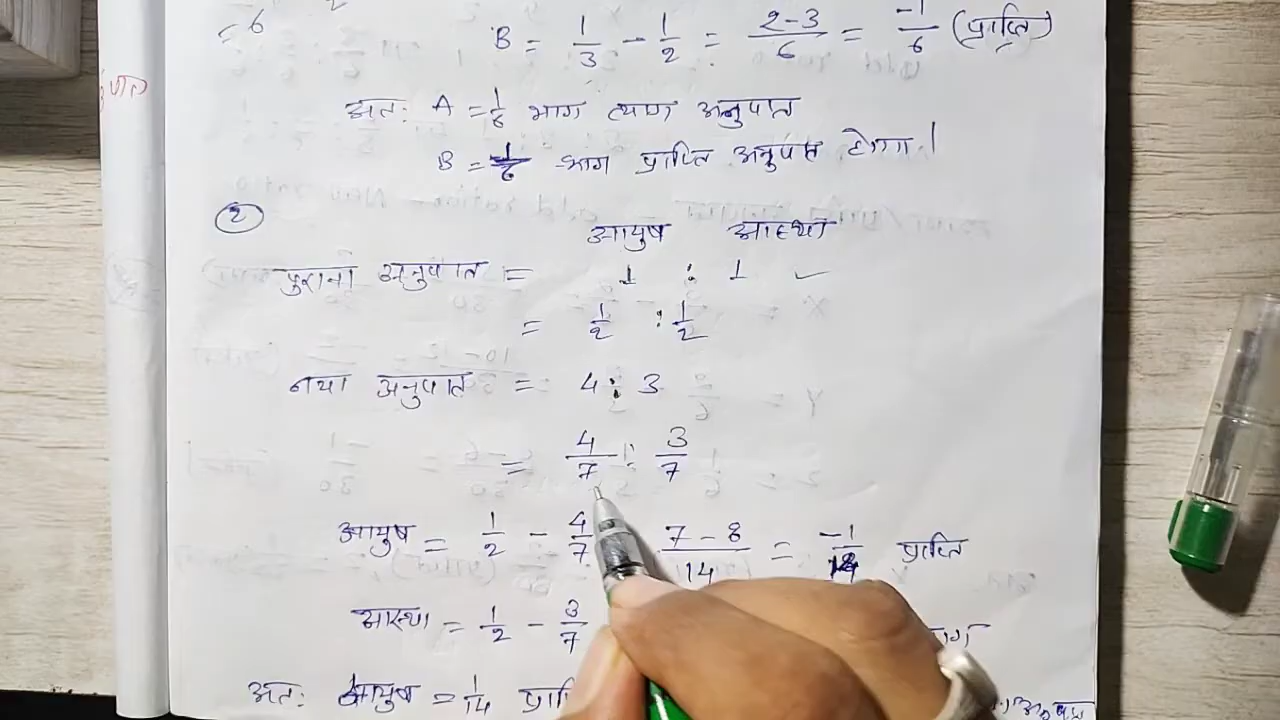 = 6
B = 1/3 - 1/2 = 2-3/6 = -1/6 (प्राप्ति)
अतः A = 1/6 भाग त्याग अनुपात
B = 1/6 भाग प्राप्ति अनुपात होगा।
②
आयुष आस्था
पुराना अनुपात = 1 : 1 ✓
= 1/2 : 1/2
नया अनुपात = 4 : 3
= 4/7 : 3/7
आयुष = 1/2 - 4/7 7-8/14 = -1/14 प्राप्ति
आस्था = 1/2 - 3/7
अतः आयुष = 1/14